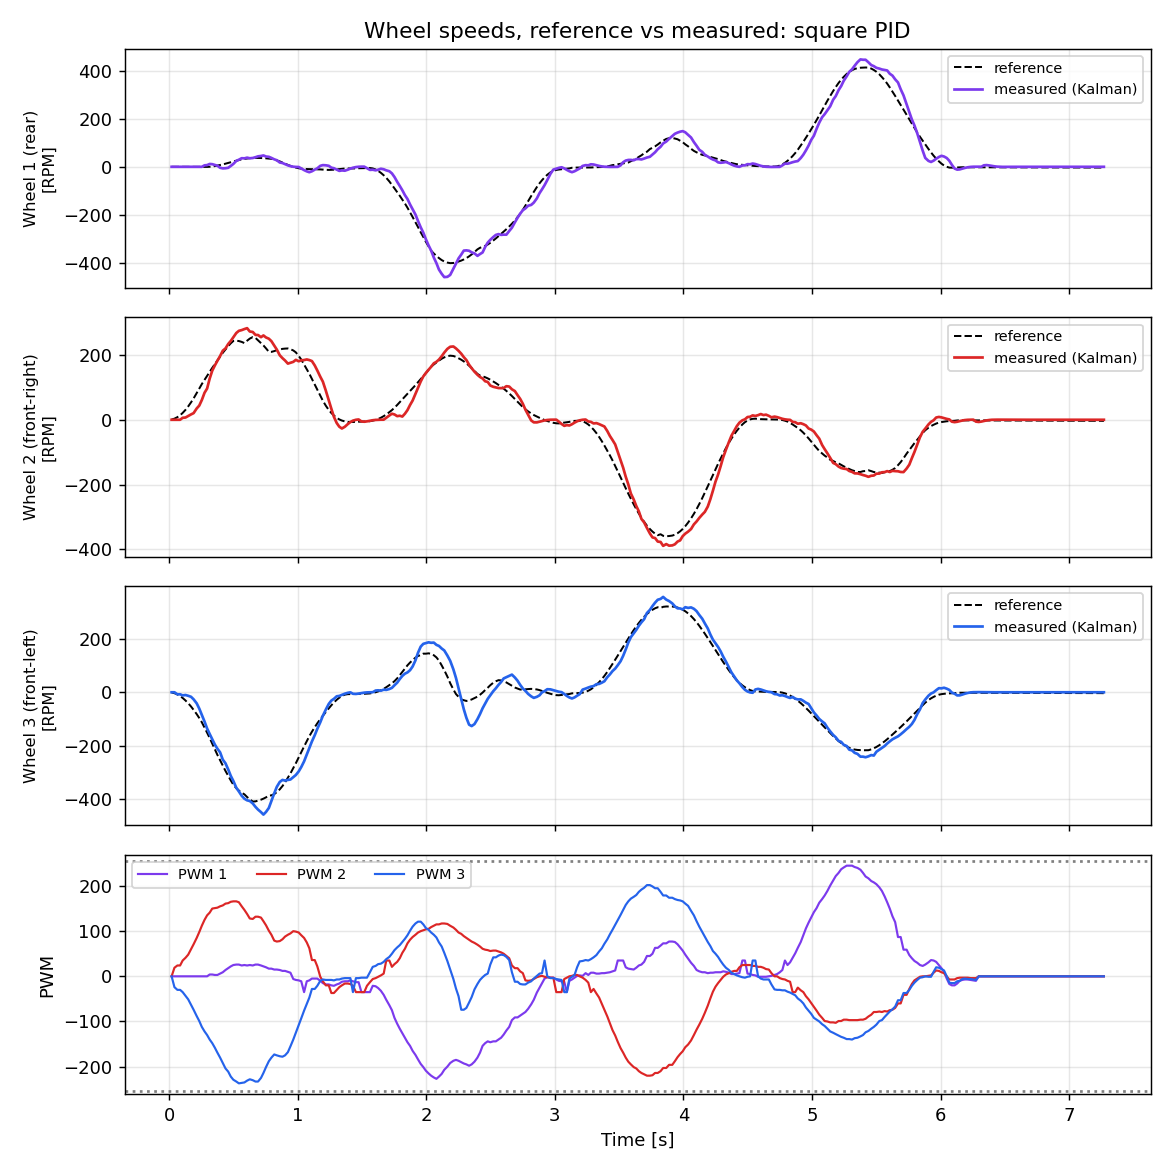 Wheel speeds, reference vs measured: square PID
Wheel 1 (rear)
[RPM]
400
200
0
−200
−400
reference
measured (Kalman)
Wheel 2 (front-right)
[RPM]
200
0
−200
−400
reference
measured (Kalman)
Wheel 3 (front-left)
[RPM]
200
0
−200
−400
reference
measured (Kalman)
PWM
200
100
0
−100
−200
PWM 1 PWM 2 PWM 3
0 1 2 3 4 5 6 7
Time [s]